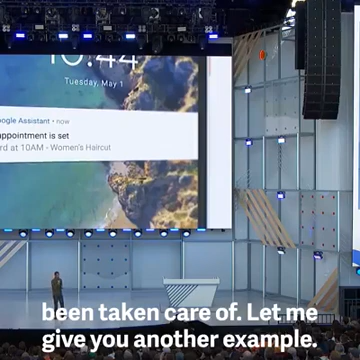 10:44
Tuesday, May 1
oogle Assistant • now
appointment is set
rd at 10AM - Women's Haircut
been taken care of. Let me
give you another example.